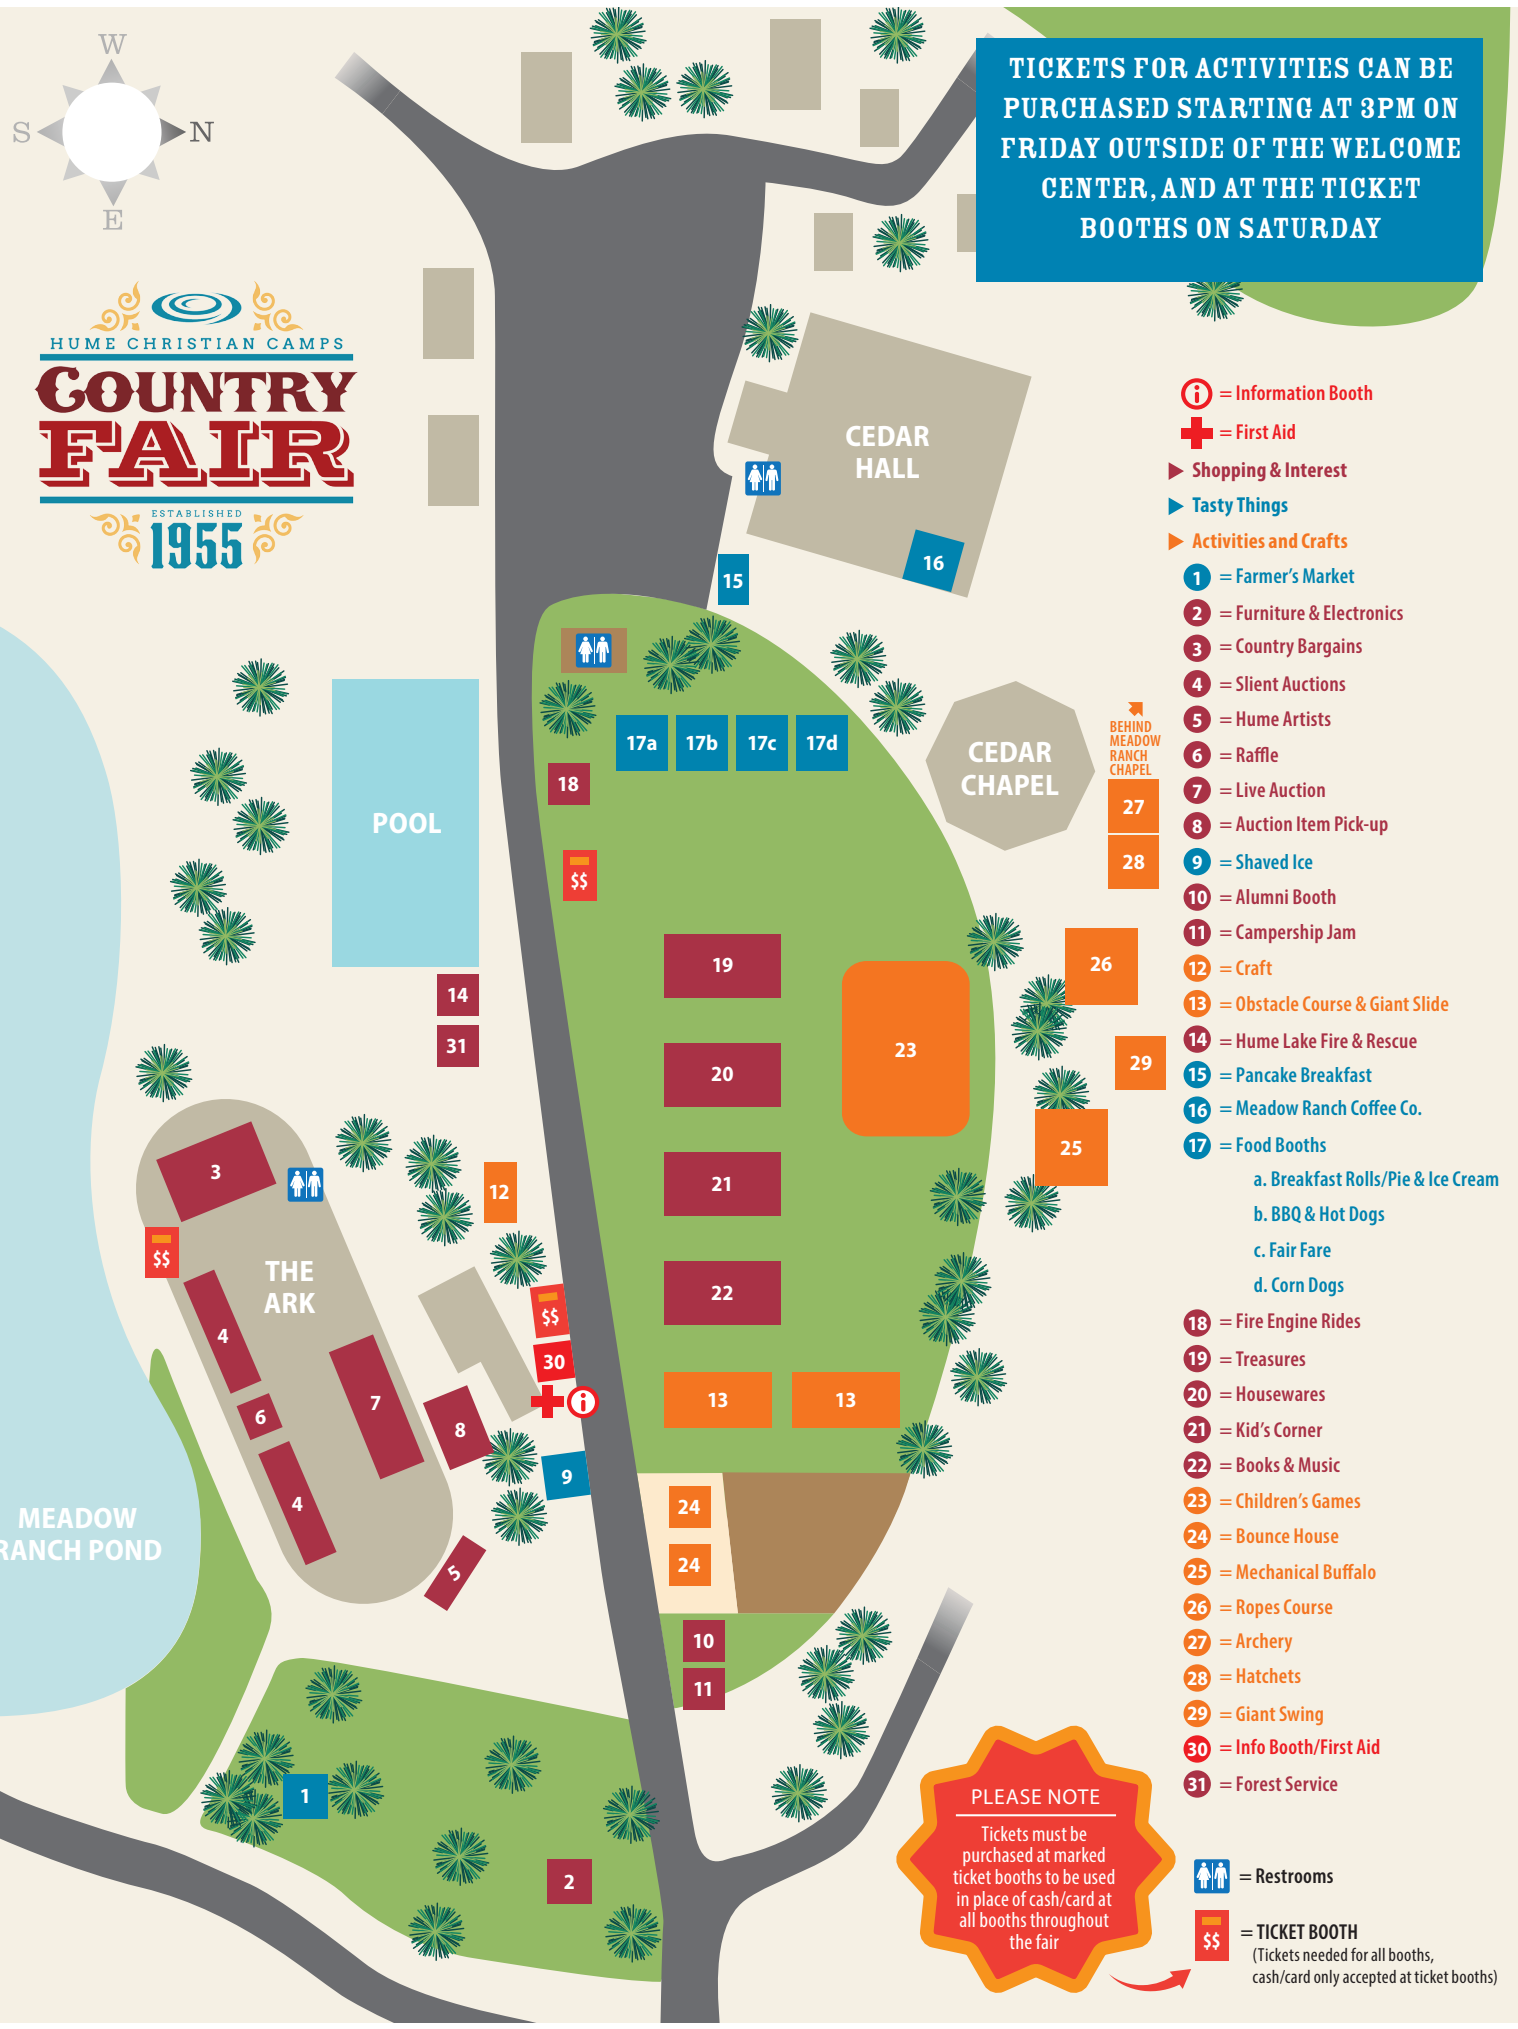 W
S
N
E
TICKETS FOR ACTIVITIES CAN BE
PURCHASED STARTING AT 3PM ON
FRIDAY OUTSIDE OF THE WELCOME
CENTER, AND AT THE TICKET
BOOTHS ON SATURDAY
HUME CHRISTIAN CAMPS
COUNTRY
FAIR
ESTABLISHED
1955
CEDAR
HALL
16
15
17a
17b
17c
17d
18
$$
POOL
CEDAR
CHAPEL
BEHIND
MEADOW
RANCH
CHAPEL
27
28
26
29
25
19
20
21
22
23
13
13
14
31
3
$$
THE
ARK
4
6
4
7
8
12
$$
30
i
9
5
24
24
10
11
MEADOW
RANCH POND
1
2
i = Information Booth
= First Aid
Shopping & Interest
Tasty Things
Activities and Crafts
1 = Farmer's Market
2 = Furniture & Electronics
3 = Country Bargains
4 = Slient Auctions
5 = Hume Artists
6 = Raffle
7 = Live Auction
8 = Auction Item Pick-up
9 = Shaved Ice
10 = Alumni Booth
11 = Campership Jam
12 = Craft
13 = Obstacle Course & Giant Slide
14 = Hume Lake Fire & Rescue
15 = Pancake Breakfast
16 = Meadow Ranch Coffee Co.
17 = Food Booths
a. Breakfast Rolls/Pie & Ice Cream
b. BBQ & Hot Dogs
c. Fair Fare
d. Corn Dogs
18 = Fire Engine Rides
19 = Treasures
20 = Housewares
21 = Kid's Corner
22 = Books & Music
23 = Children's Games
24 = Bounce House
25 = Mechanical Buffalo
26 = Ropes Course
27 = Archery
28 = Hatchets
29 = Giant Swing
30 = Info Booth/First Aid
31 = Forest Service
PLEASE NOTE
Tickets must be
purchased at marked
ticket booths to be used
in place of cash/card at
all booths throughout
the fair
= Restrooms
$$ = TICKET BOOTH
(Tickets needed for all booths,
cash/card only accepted at ticket booths)